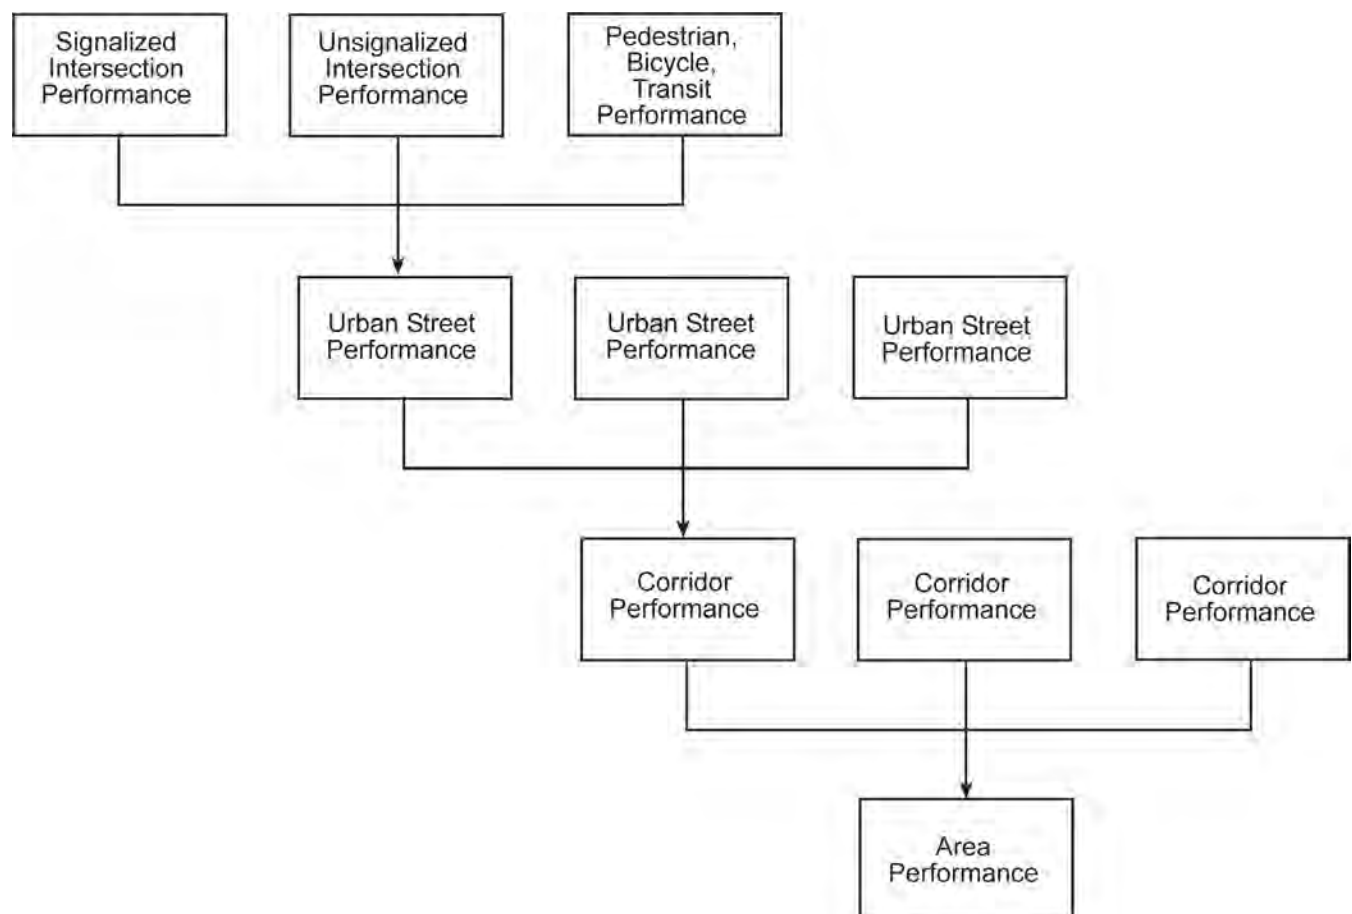 Signalized
Intersection
Performance
Unsignalized
Intersection
Performance
Pedestrian,
Bicycle,
Transit
Performance
Urban Street
Performance
Urban Street
Performance
Urban Street
Performance
Corridor
Performance
Corridor
Performance
Corridor
Performance
Area
Performance